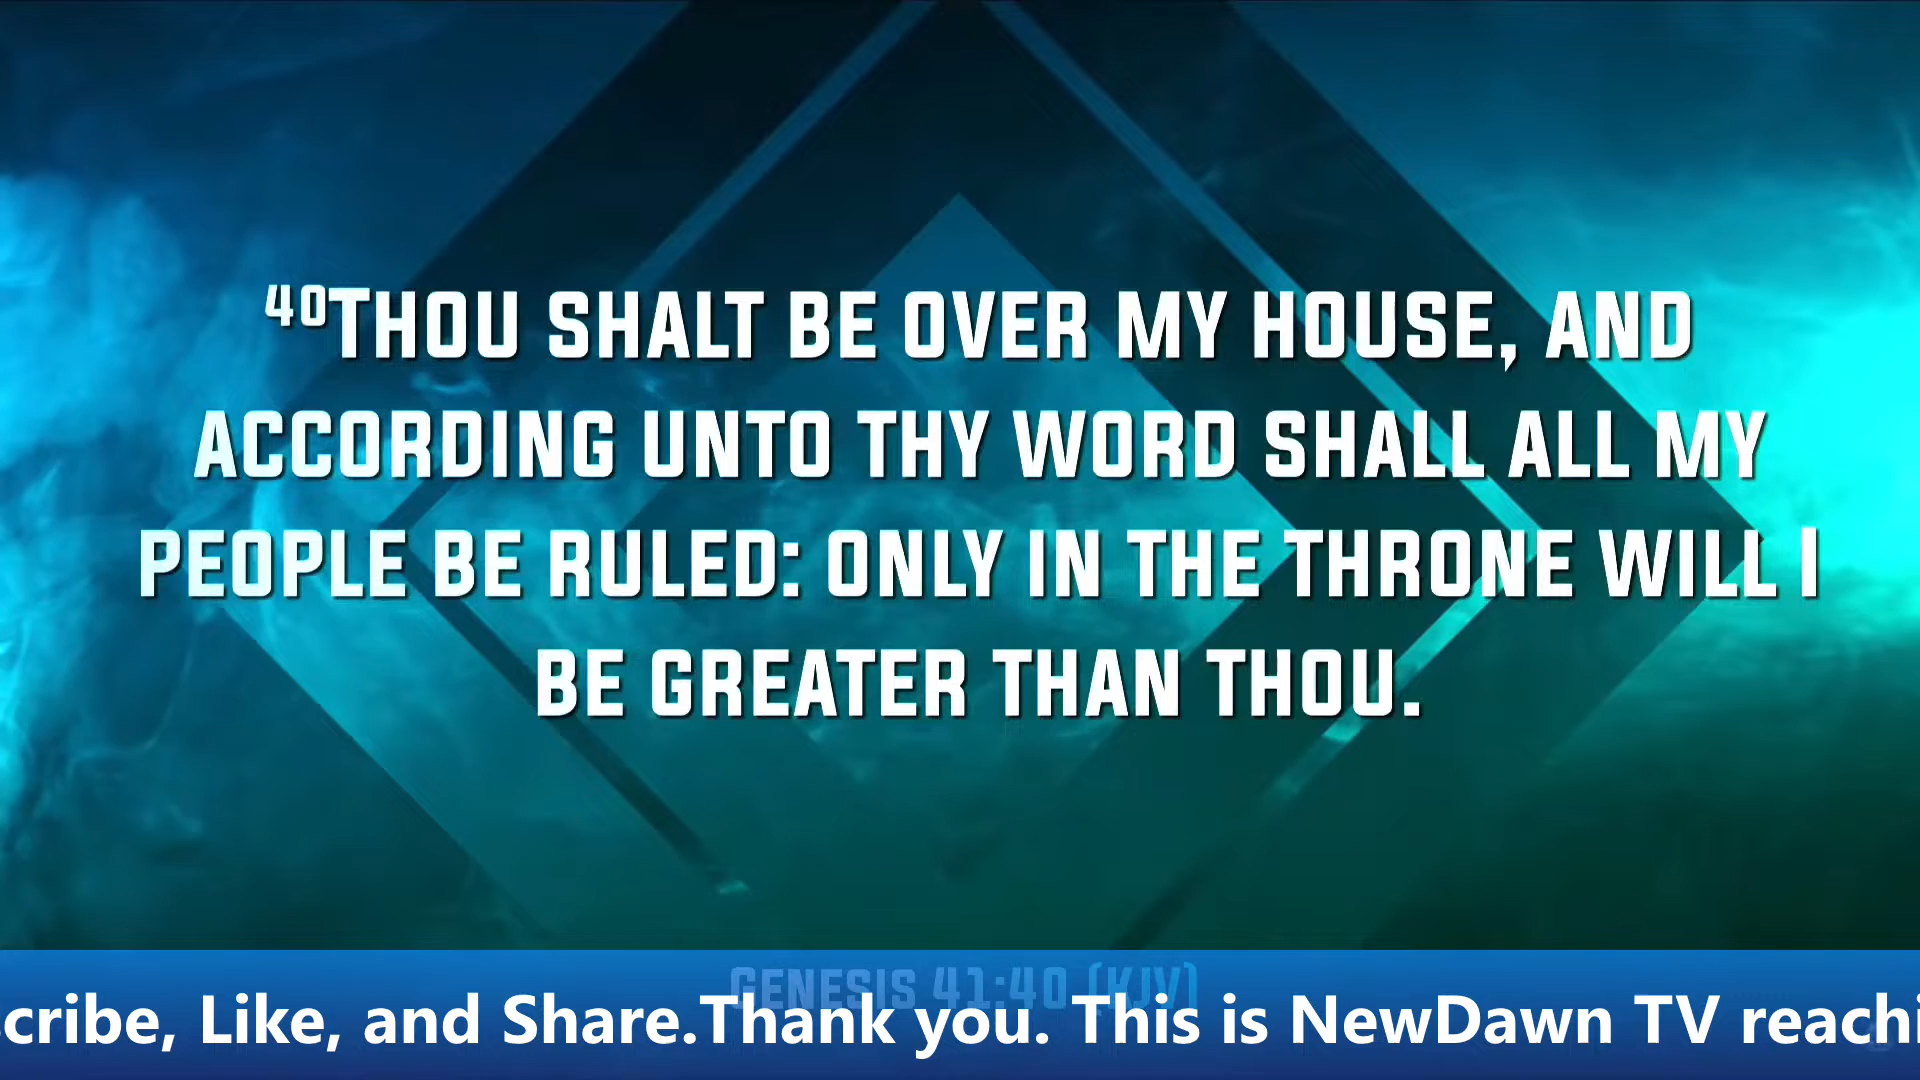 ⁴⁰THOU SHALT BE OVER MY HOUSE, AND
ACCORDING UNTO THY WORD SHALL ALL MY
PEOPLE BE RULED: ONLY IN THE THRONE WILL I
BE GREATER THAN THOU.
GENESIS 41:40 (KJV)
scribe, Like, and Share.Thank you. This is NewDawn TV reachi